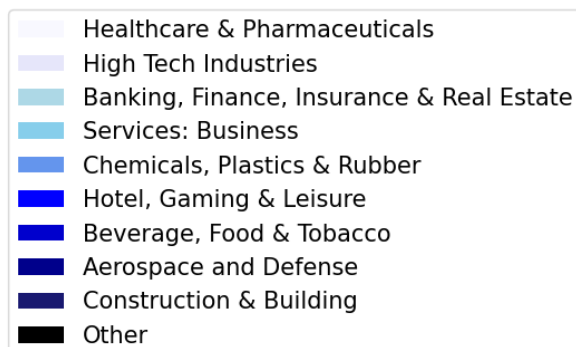 Healthcare & Pharmaceuticals
High Tech Industries
Banking, Finance, Insurance & Real Estate
Services: Business
Chemicals, Plastics & Rubber
Hotel, Gaming & Leisure
Beverage, Food & Tobacco
Aerospace and Defense
Construction & Building
Other